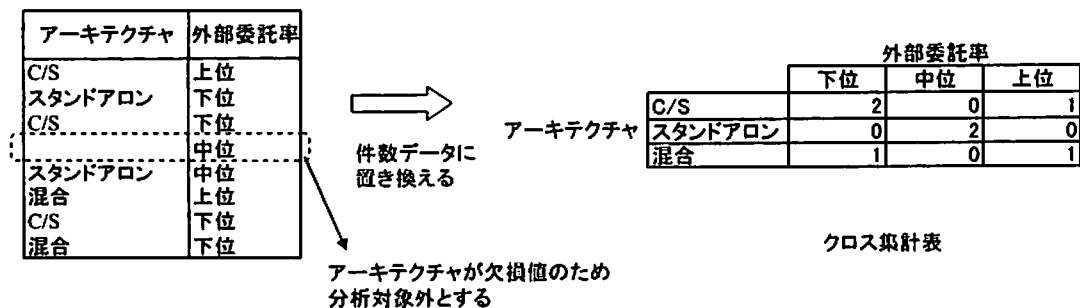 アーキテクチャ 外部委託率
C/S 上位
スタンドアロン 下位
C/S 下位
中位
スタンドアロン 中位
混合 上位
C/S 下位
混合 下位
件数データに
置き換える
アーキテクチャが欠損値のため
分析対象外とする
外部委託率
下位 中位 上位
アーキテクチャ
C/S 2 0 1
スタンドアロン 0 2 0
混合 1 0 1
クロス集計表